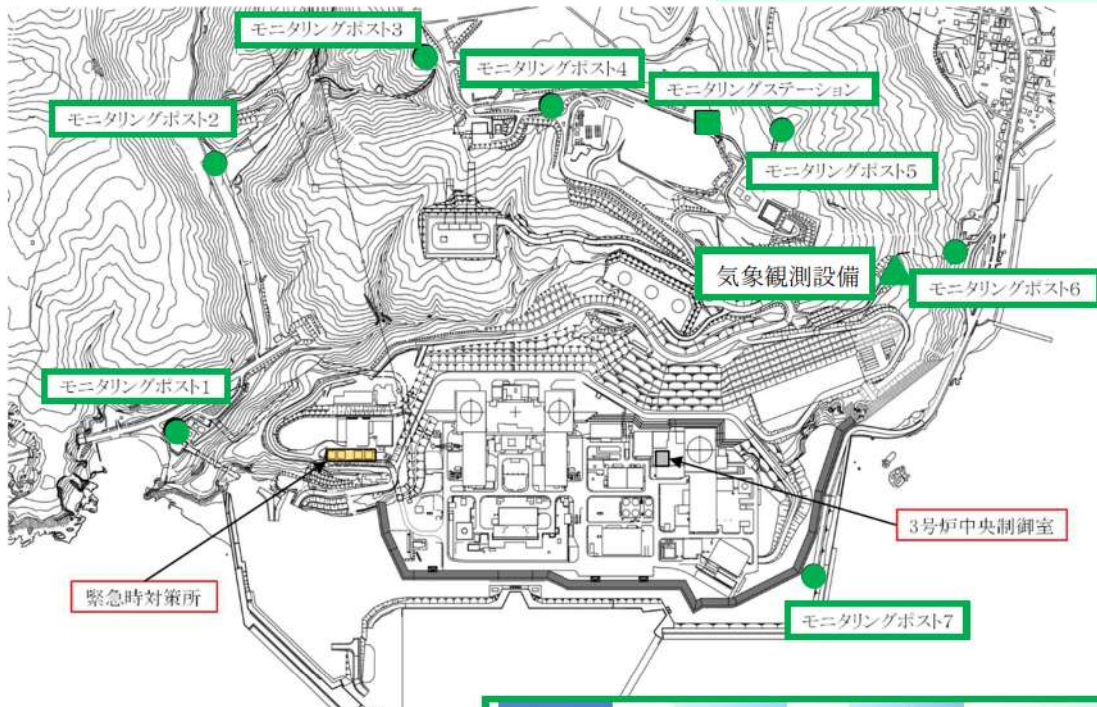 モニタリングポスト3
モニタリングポスト4
モニタリングステーション
モニタリングポスト2
モニタリングポスト5
気象観測設備
モニタリングポスト6
モニタリングポスト1
3号炉中央制御室
緊急時対策所
モニタリングポスト7